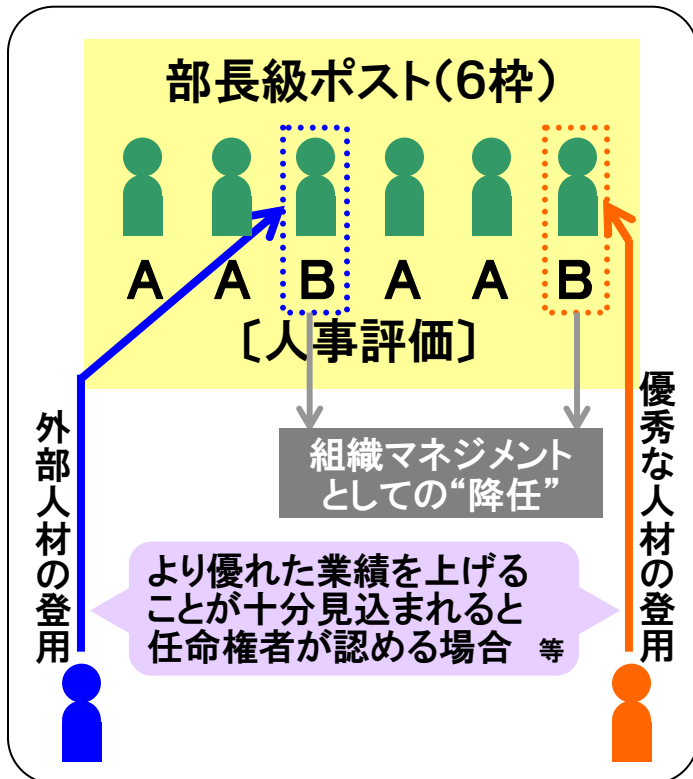 部長級ポスト(6枠)
A A B A A B
〔人事評価〕
組織マネジメント
としての“降任”
外部人材の登用
優秀な人材の登用
より優れた業績を上げる
ことが十分見込まれると
任命権者が認める場合 等